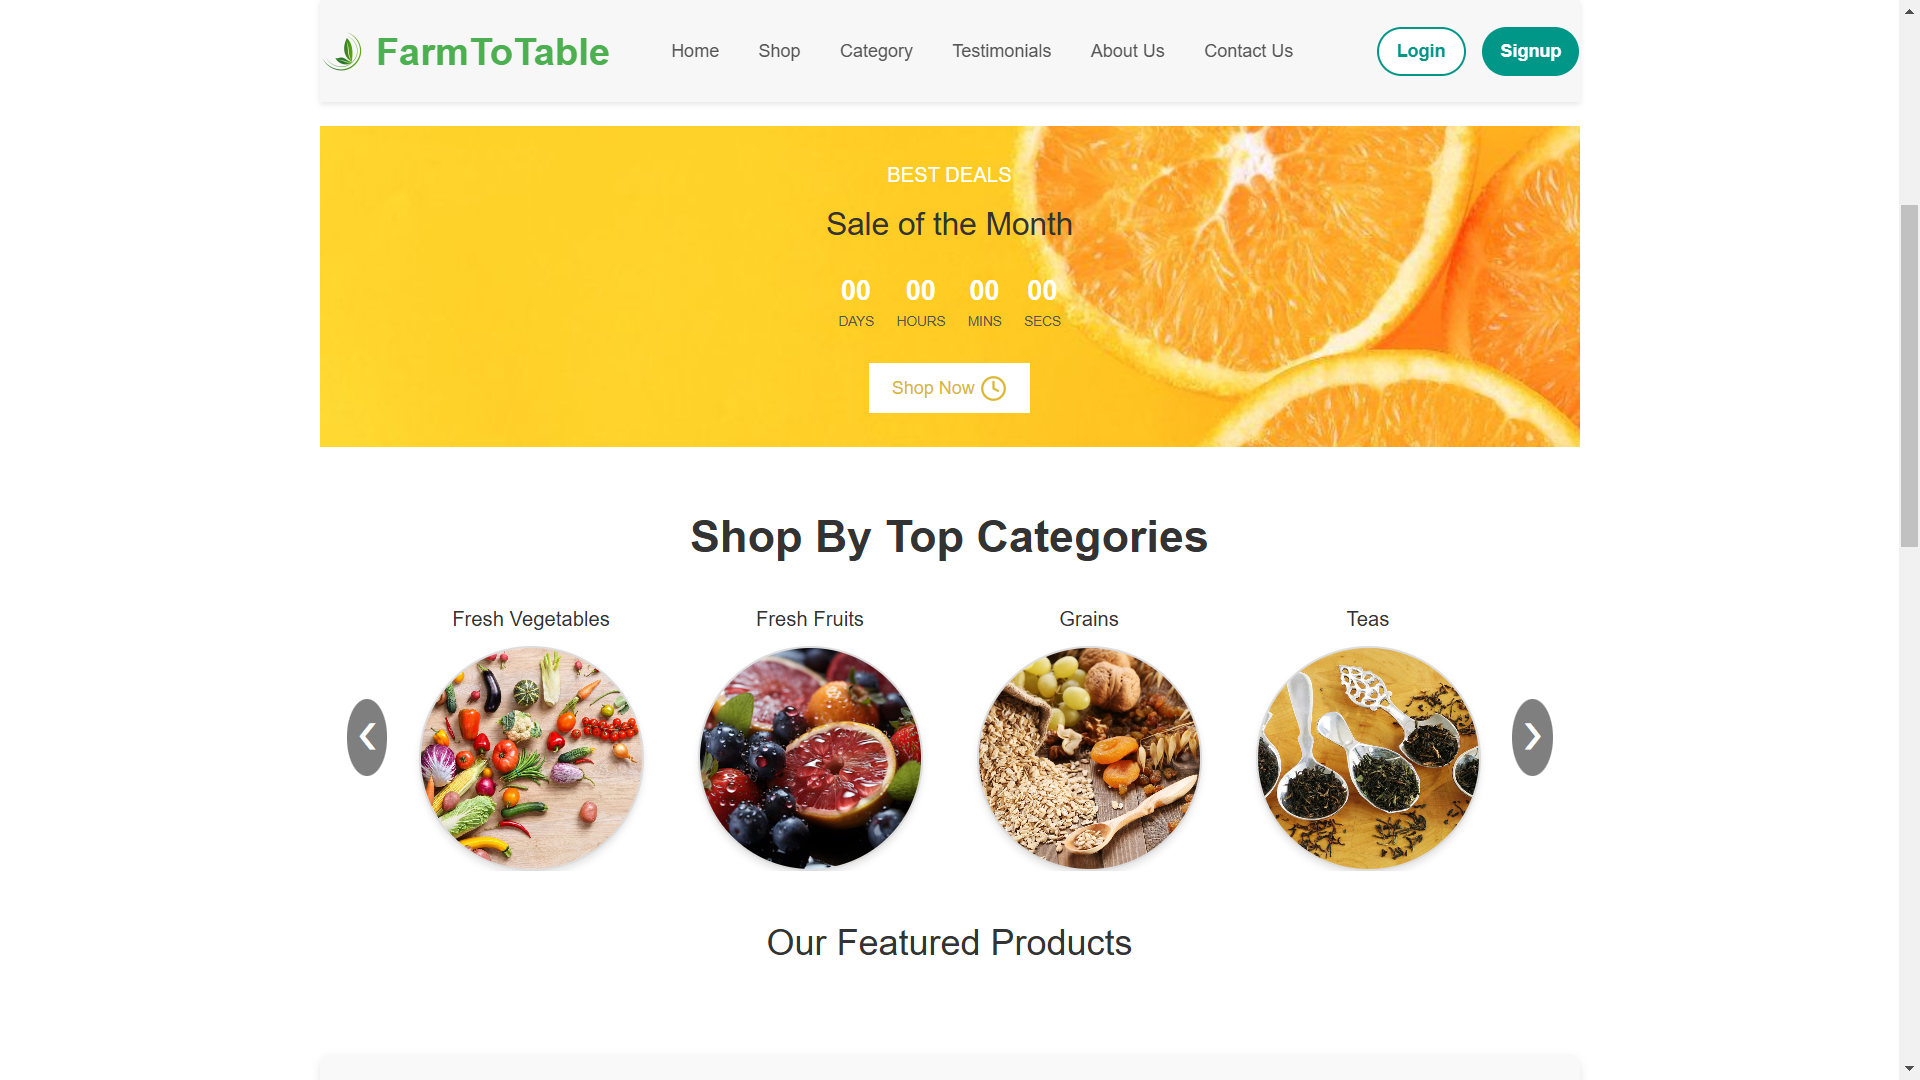 FarmToTable
Home Shop Category Testimonials About Us Contact Us Login Signup
BEST DEALS
Sale of the Month
00 00 00 00
DAYS HOURS MINS SECS
Shop Now
Shop By Top Categories
Fresh Vegetables Fresh Fruits Grains Teas
Our Featured Products